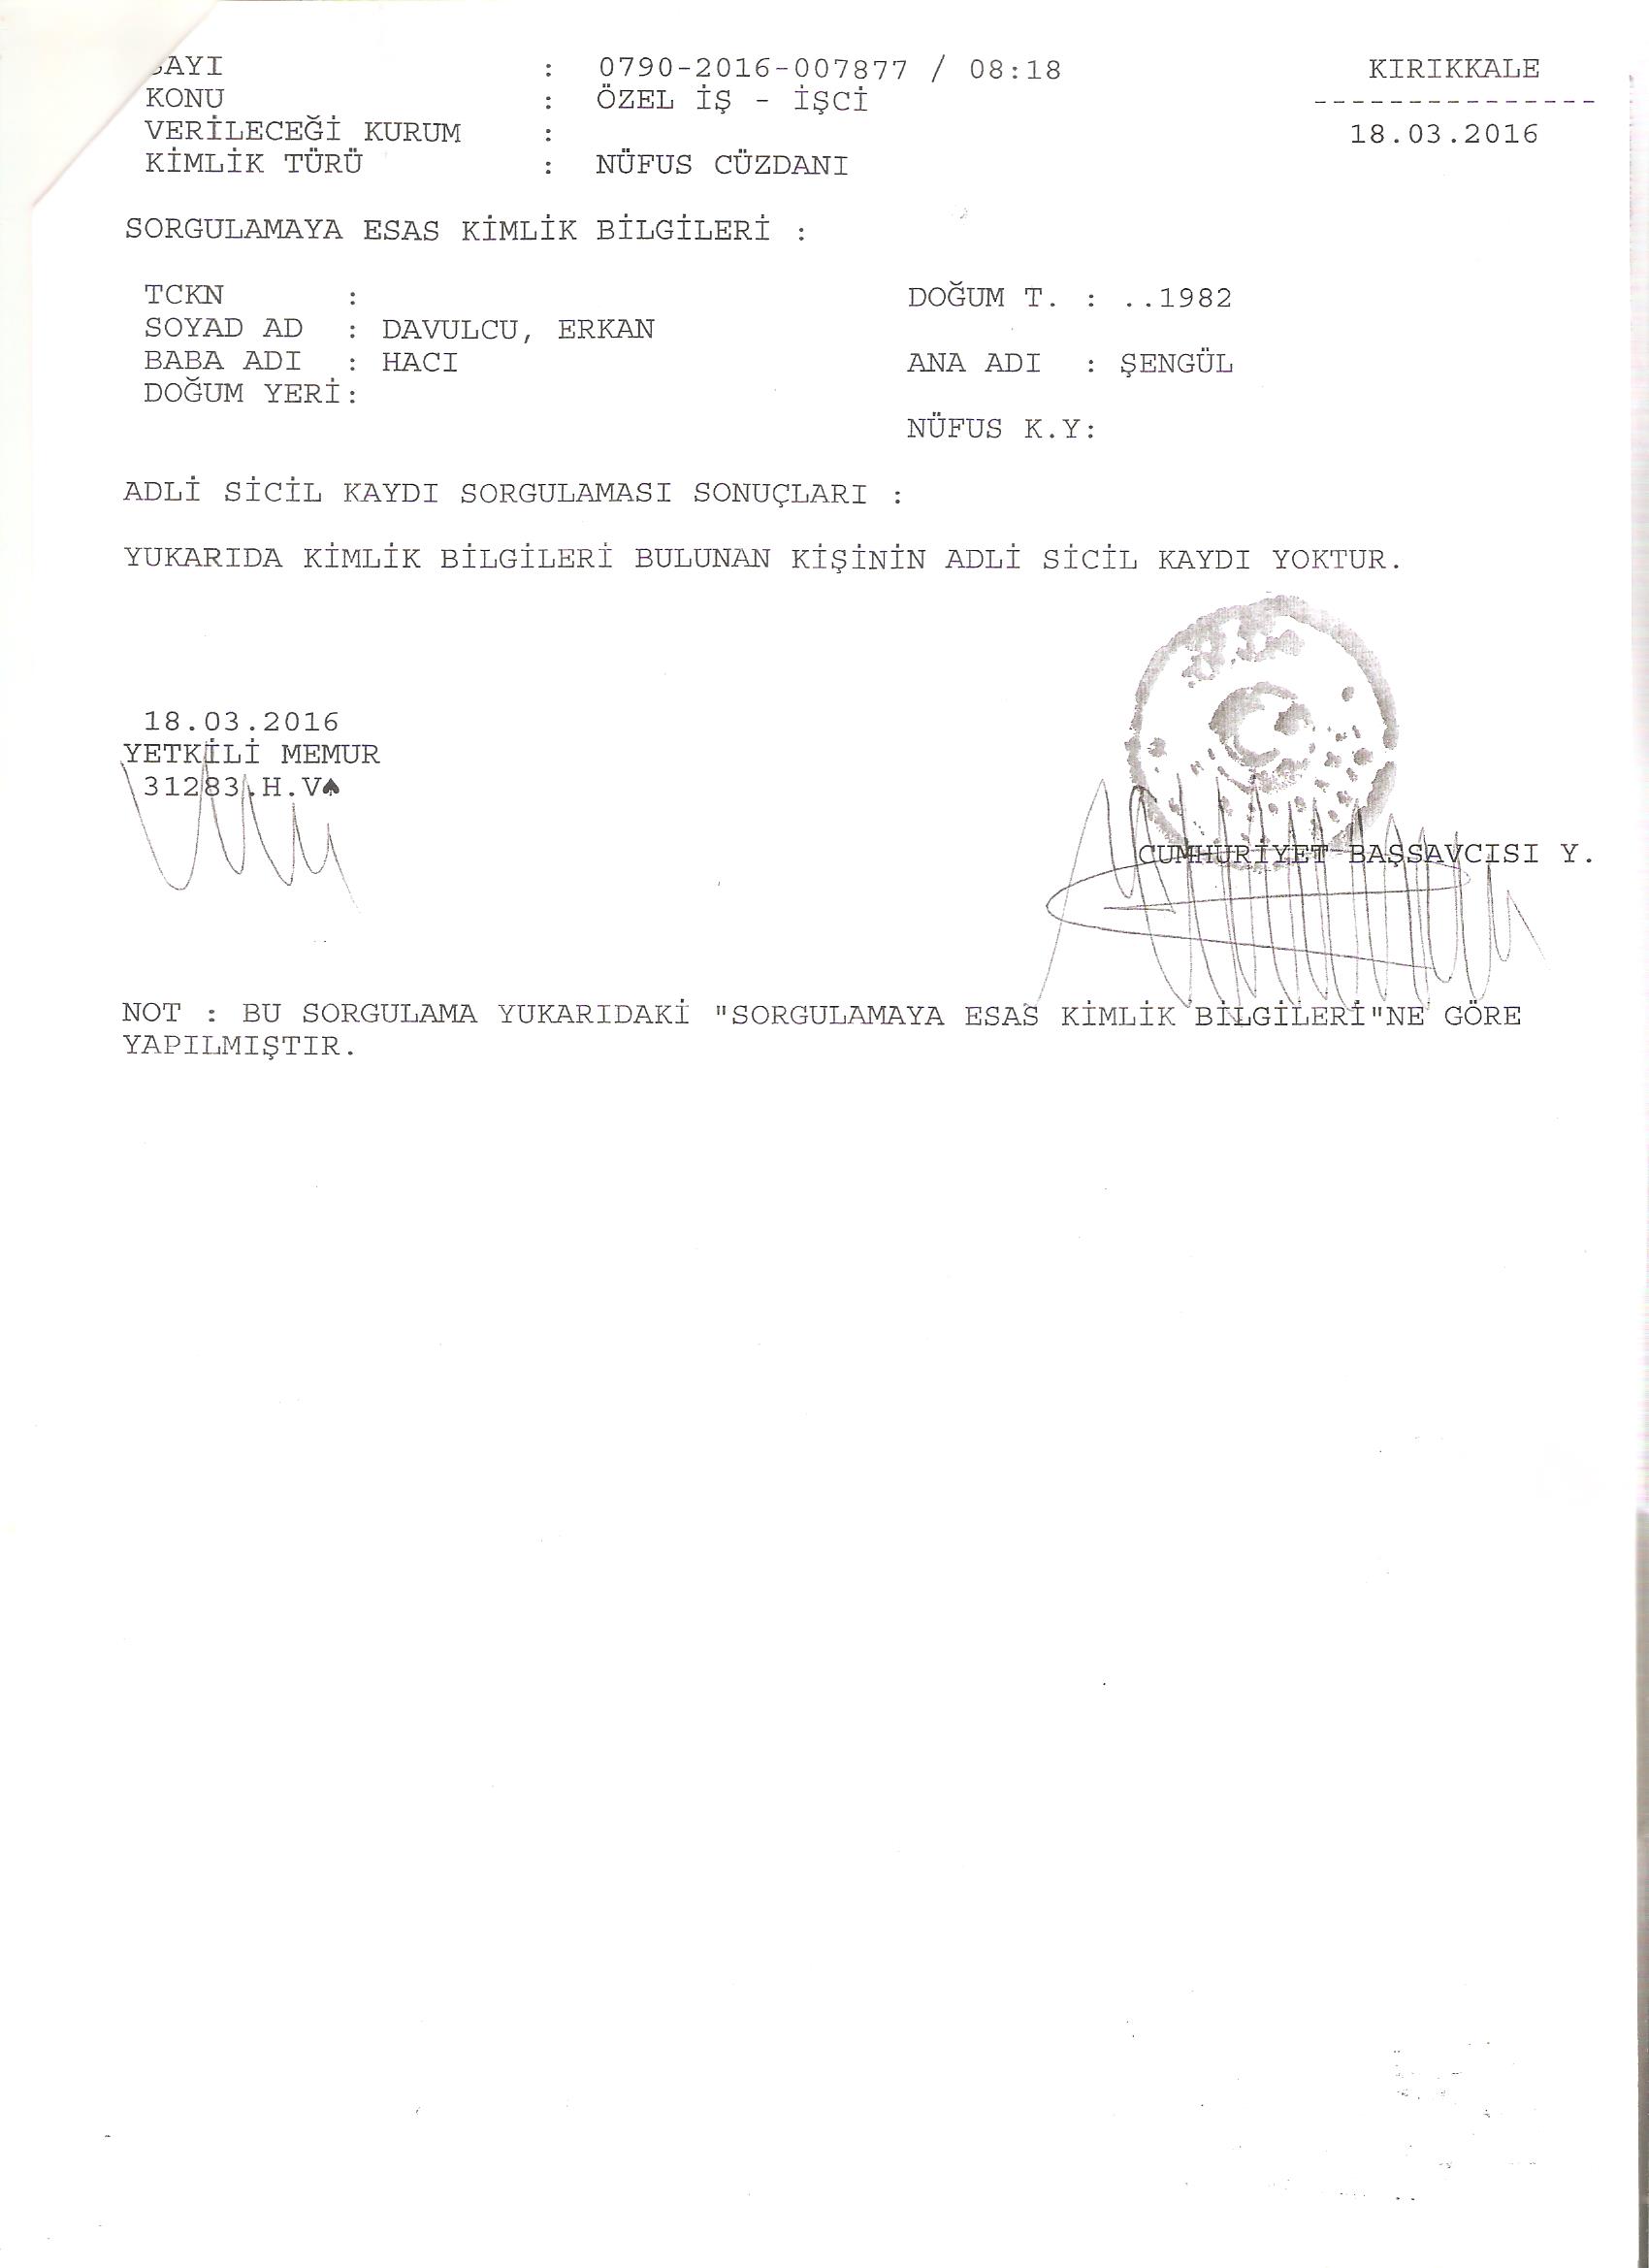 SAYI : 0790-2016-007877 / 08:18 KIRIKKALE
KONU : ÖZEL İŞ - İŞCİ --------------
VERİLECEĞİ KURUM : 18.03.2016
KİMLİK TÜRÜ : NÜFUS CÜZDANI
SORGULAMAYA ESAS KİMLİK BİLGİLERİ :
TCKN : DOĞUM T. : ..1982
SOYAD AD : DAVULCU, ERKAN
BABA ADI : HACI ANA ADI : ŞENGÜL
DOĞUM YERİ:
NÜFUS K.Y:
ADLİ SİCİL KAYDI SORGULAMASI SONUÇLARI :
YUKARIDA KİMLİK BİLGİLERİ BULUNAN KİŞİNİN ADLİ SİCİL KAYDI YOKTUR.
18.03.2016
YETKİLİ MEMUR
31283.H.V♠
CUMHURİYET BAŞSAVCISI Y.
NOT : BU SORGULAMA YUKARIDAKİ "SORGULAMAYA ESAS KİMLİK BİLGİLERİ"NE GÖRE
YAPILMIŞTIR.